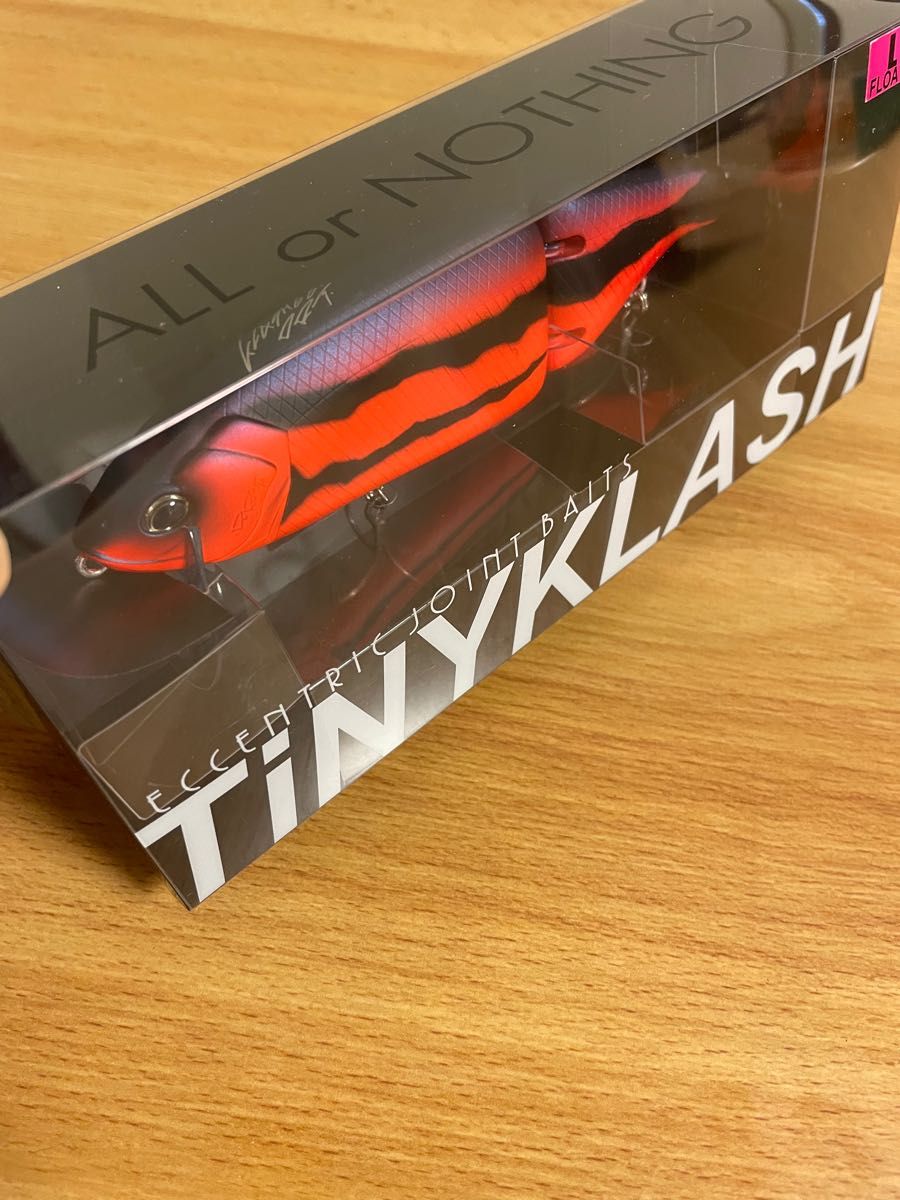 ALL or NOTHING
L
FLOA
ECCENTRIC JOINT BAITS
TiNYKLASH